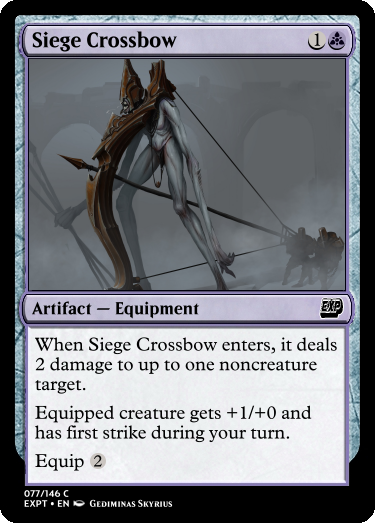 Siege Crossbow 1
Artifact — Equipment EXP
When Siege Crossbow enters, it deals
2 damage to up to one noncreature
target.
Equipped creature gets +1/+0 and
has first strike during your turn.
Equip 2
077/146 C
EXPT • EN Gediminas Skyrius